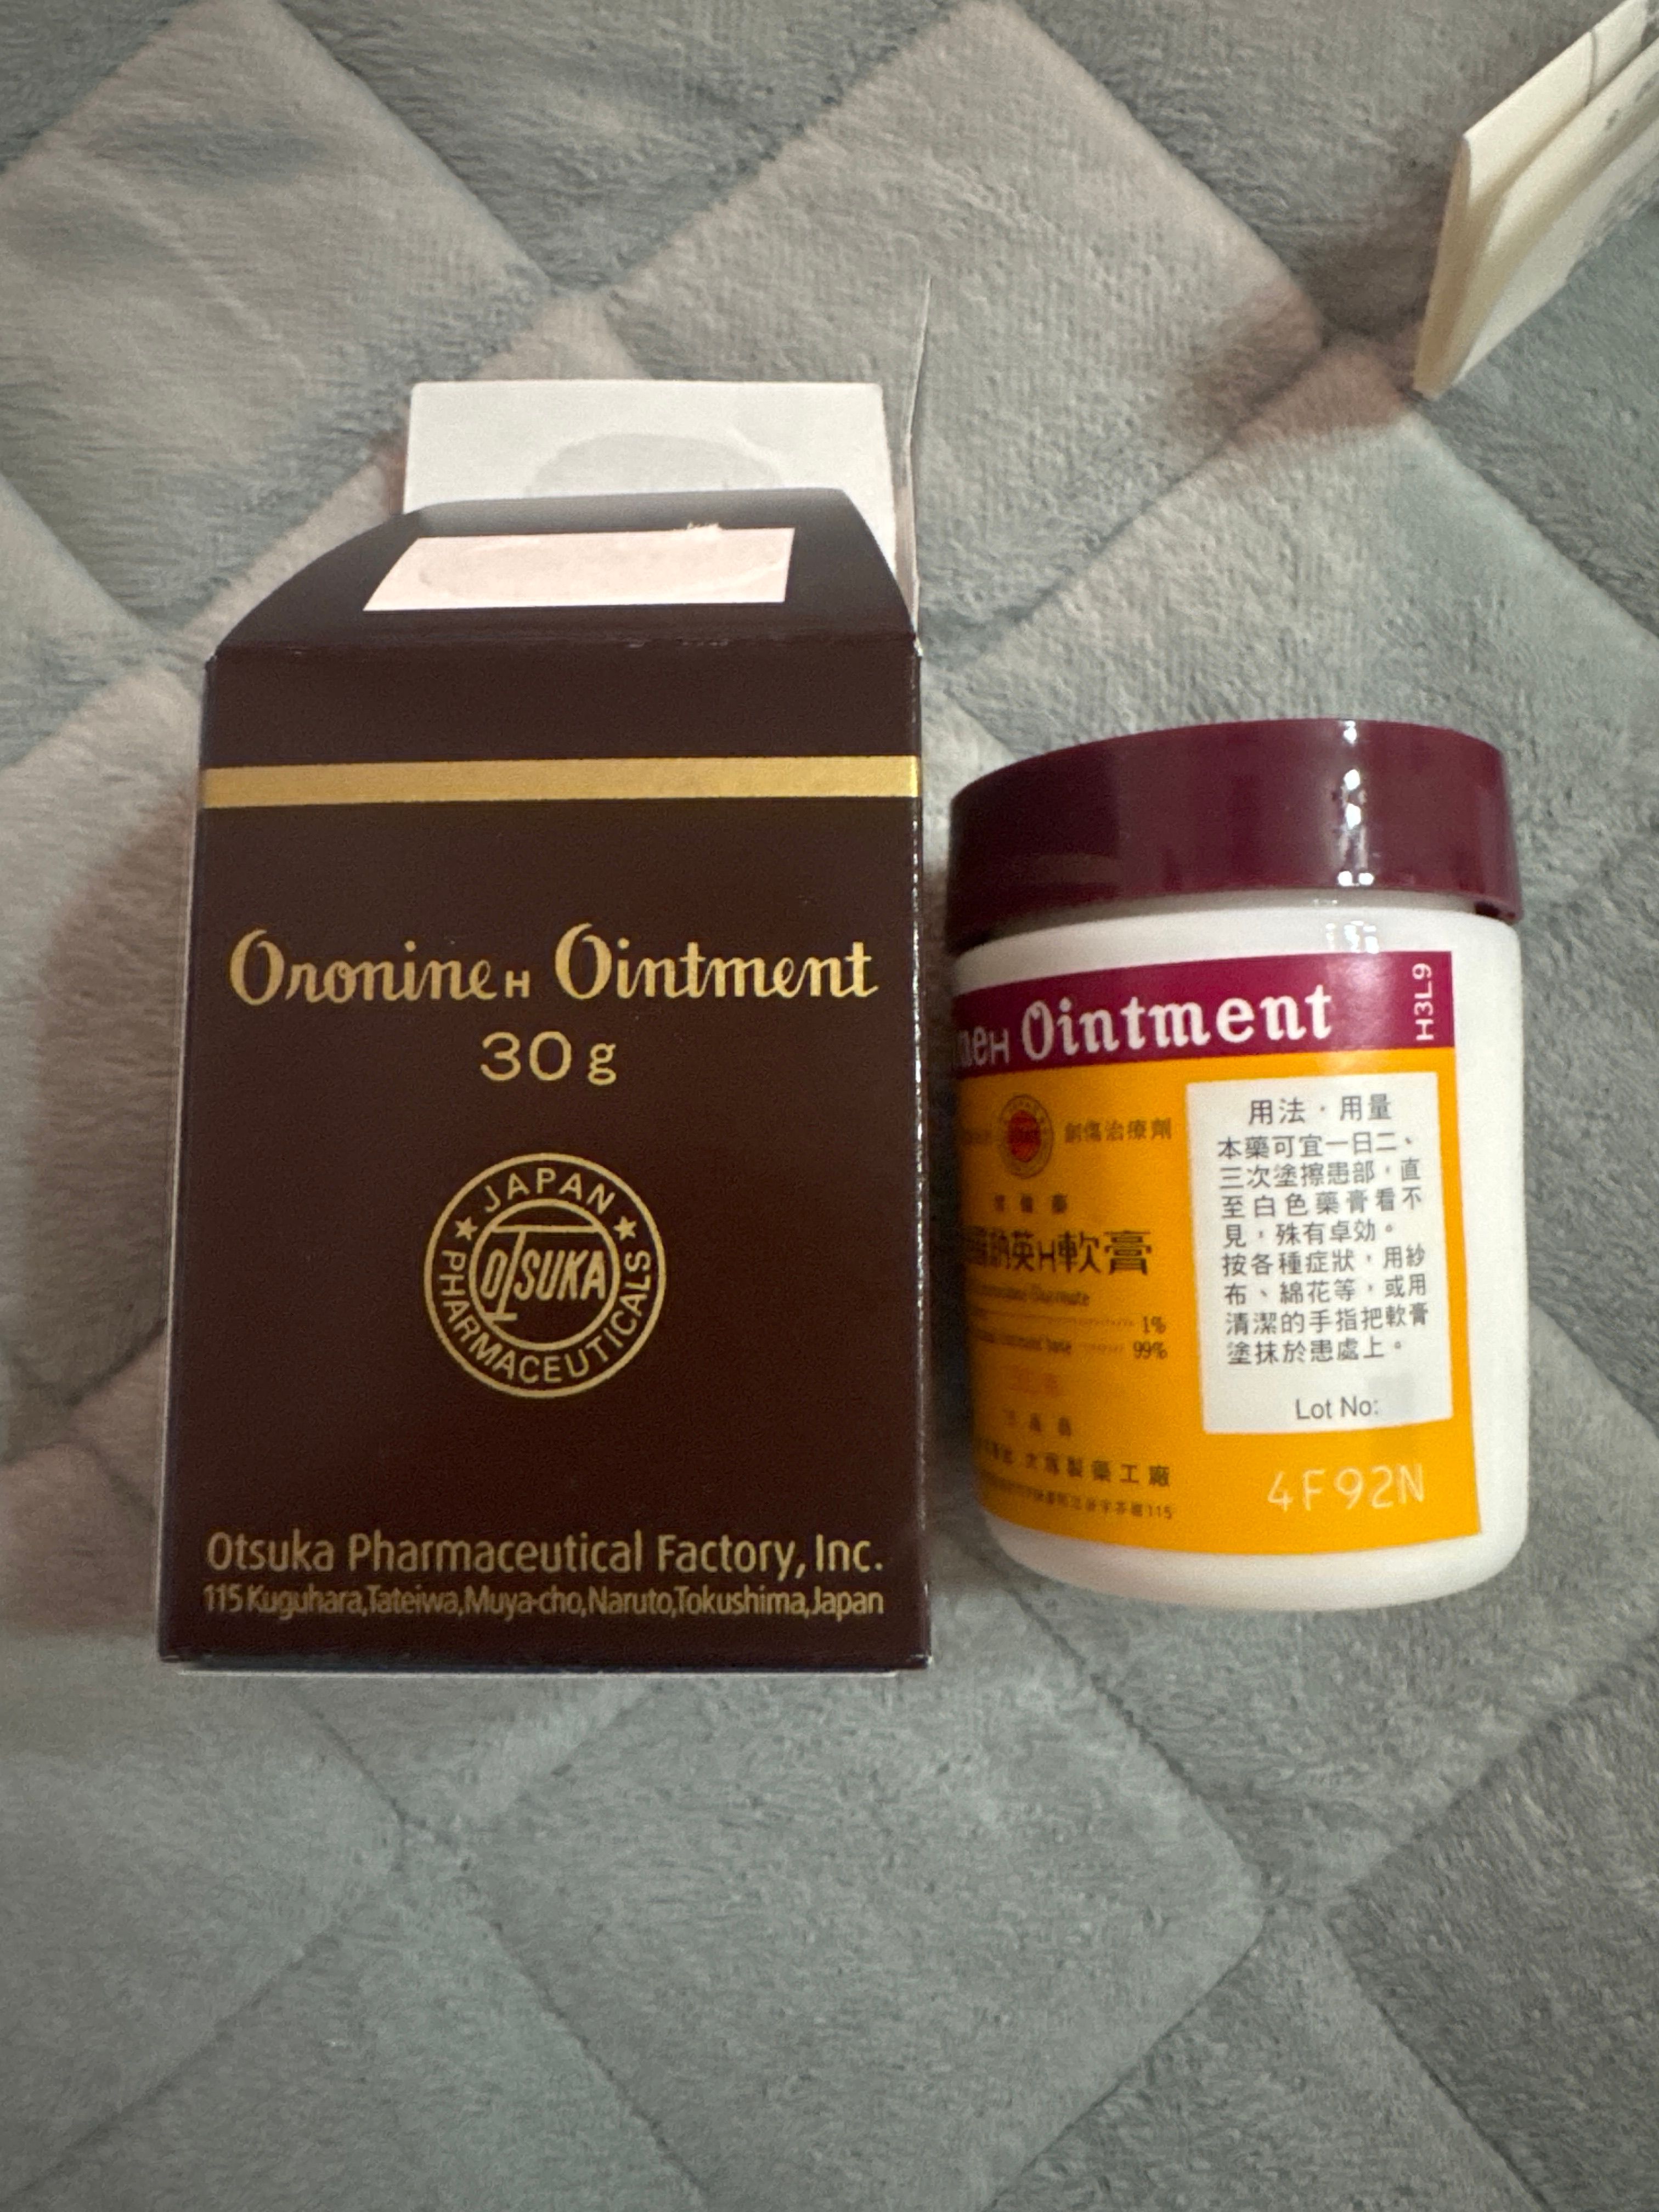 OronineH Ointment
30g
JAPAN
OTSUKA
PHARMACEUTICALS
Otsuka Pharmaceutical Factory, Inc.
115 Kuguhara,Tateiwa,Muya-cho,Naruto,Tokushima,Japan
neH Ointment
H3L9
創傷治療劑
英H軟膏
1%
99%
大塚製藥工廠
115
用法·用量
本藥可宜一日二、
三次塗擦患部，直
至白色藥膏看不
見，殊有卓効。
按各種症狀，用紗
布、綿花等，或用
清潔的手指把軟膏
塗抹於患處上。
Lot No:
4F92N